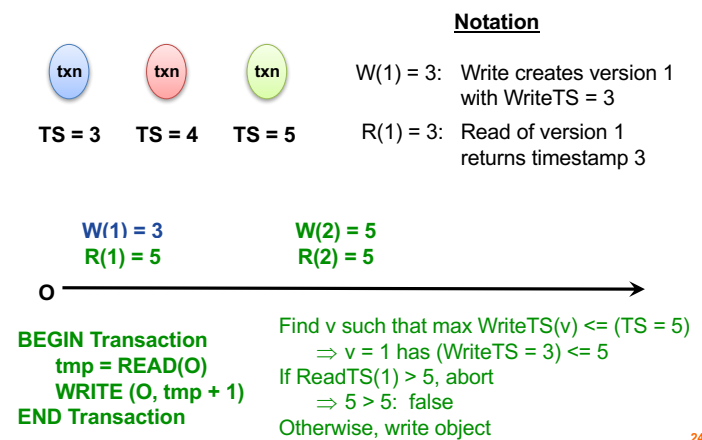 Notation
txn txn txn
TS = 3 TS = 4 TS = 5
W(1) = 3: Write creates version 1
with WriteTS = 3
R(1) = 3: Read of version 1
returns timestamp 3
W(1) = 3 W(2) = 5
R(1) = 5 R(2) = 5
O
BEGIN Transaction
tmp = READ(O)
WRITE (O, tmp + 1)
END Transaction
Find v such that max WriteTS(v) <= (TS = 5)
⇒ v = 1 has (WriteTS = 3) <= 5
If ReadTS(1) > 5, abort
⇒ 5 > 5: false
Otherwise, write object
24